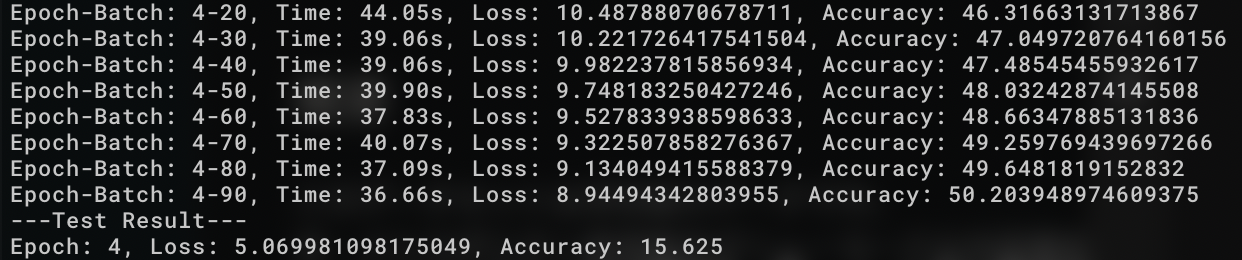 Epoch-Batch: 4-20, Time: 44.05s, Loss: 10.48788070678711, Accuracy: 46.31663131713867
Epoch-Batch: 4-30, Time: 39.06s, Loss: 10.221726417541504, Accuracy: 47.049720764160156
Epoch-Batch: 4-40, Time: 39.06s, Loss: 9.982237815856934, Accuracy: 47.48545455932617
Epoch-Batch: 4-50, Time: 39.90s, Loss: 9.748183250427246, Accuracy: 48.03242874145508
Epoch-Batch: 4-60, Time: 37.83s, Loss: 9.527833938598633, Accuracy: 48.66347885131836
Epoch-Batch: 4-70, Time: 40.07s, Loss: 9.322507858276367, Accuracy: 49.259769439697266
Epoch-Batch: 4-80, Time: 37.09s, Loss: 9.134049415588379, Accuracy: 49.6481819152832
Epoch-Batch: 4-90, Time: 36.66s, Loss: 8.94494342803955, Accuracy: 50.203948974609375
---Test Result---
Epoch: 4, Loss: 5.069981098175049, Accuracy: 15.625